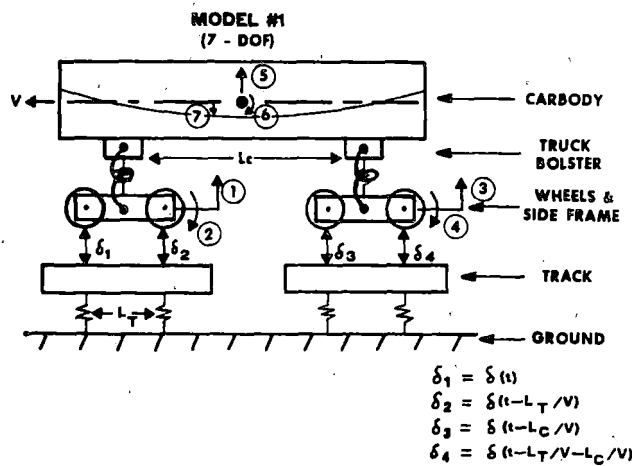 MODEL #1
(7 - DOF)
5
V
7
6
CARBODY
Lc
TRUCK
BOLSTER
1
2
3
4
WHEELS &
SIDE FRAME
δ1
δ2
δ3
δ4
TRACK
LT
GROUND
δ1 = δ(t)
δ2 = δ(t-LT/V)
δ3 = δ(t-LC/V)
δ4 = δ(t-LT/V-LC/V)